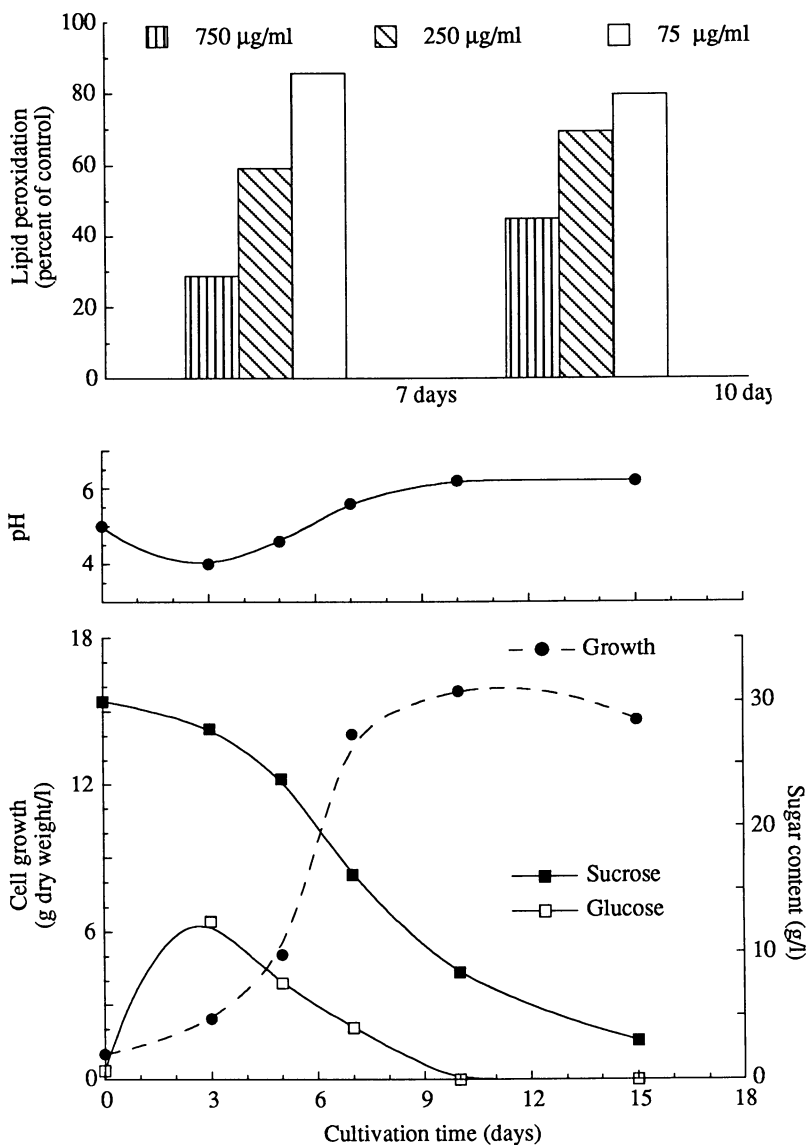 100
750 µg/ml 250 µg/ml 75 µg/ml
80
60
40
20
0
Lipid peroxidation
(percent of control)
7 days
6
4
pH
18
12
6
0
Cell growth
(g dry weight/l)
Growth
Sucrose
Glucose
30
20
10
0
Sugar content (g/l)
0 3 6 9 12 15 18
Cultivation time (days)
10